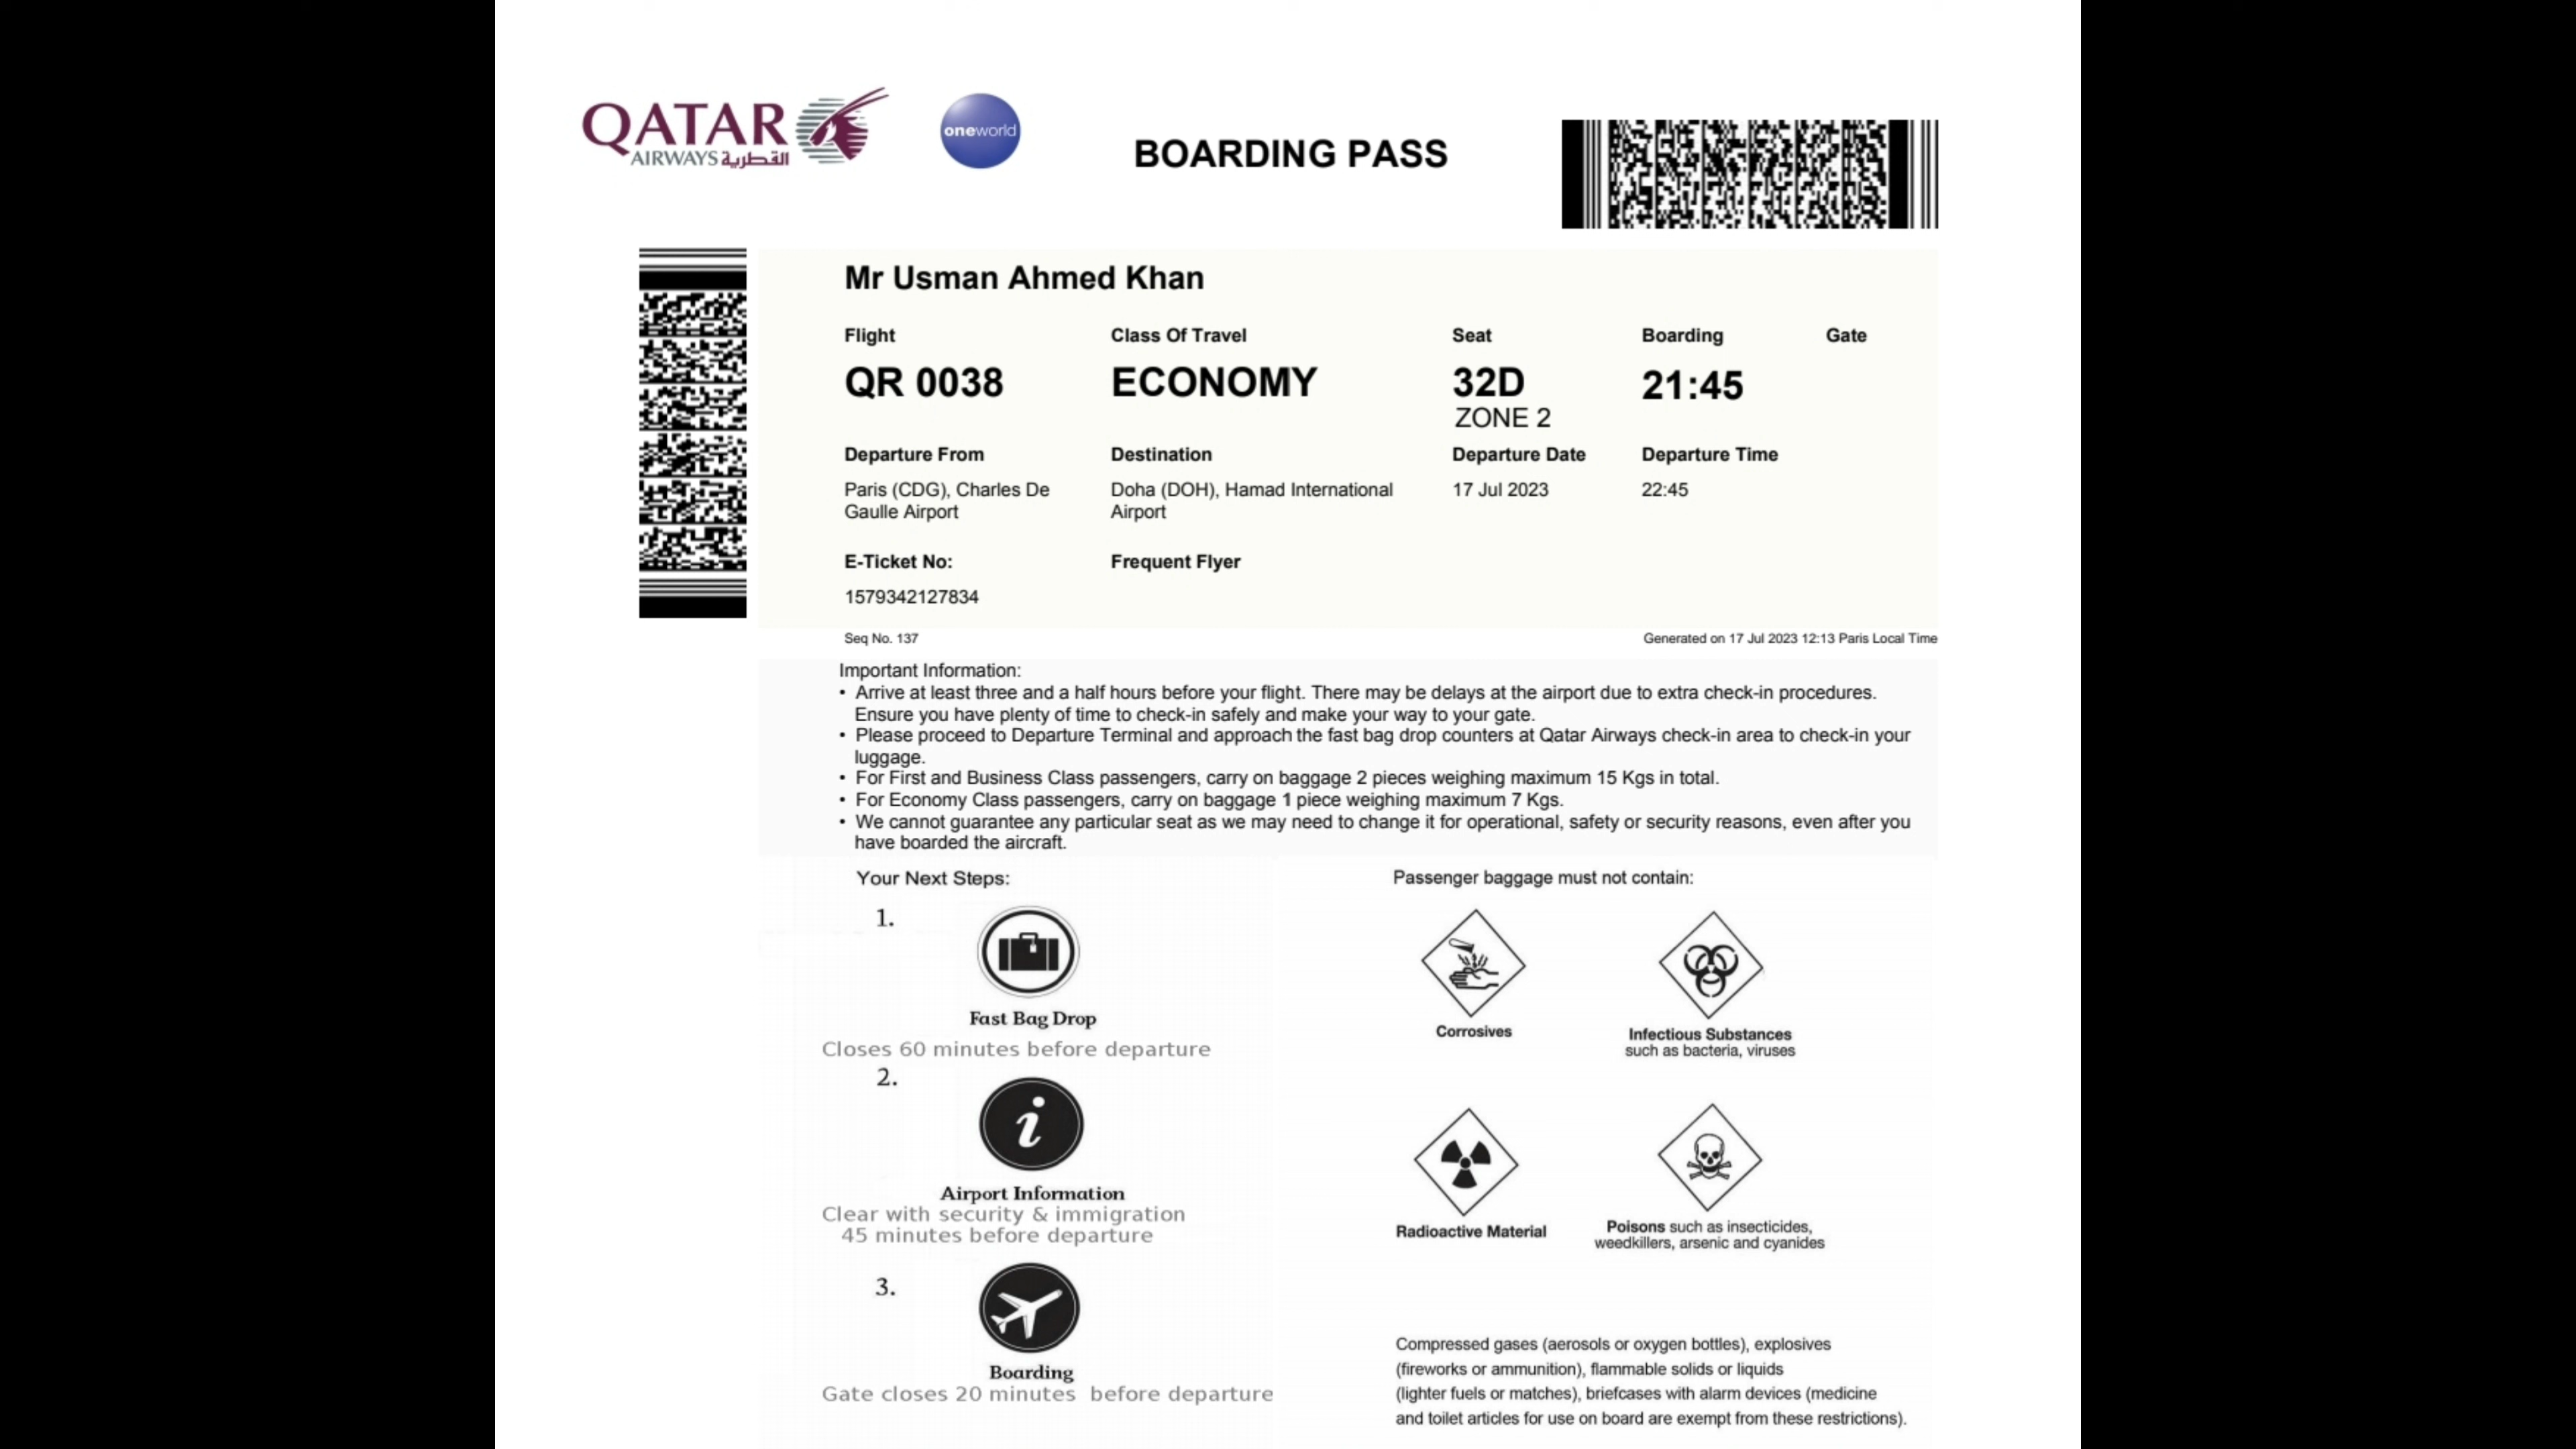 QATAR
AIRWAYS القطرية
oneworld
BOARDING PASS
Mr Usman Ahmed Khan
Flight Class Of Travel Seat Boarding Gate
QR 0038 ECONOMY 32D 21:45
ZONE 2
Departure From Destination Departure Date Departure Time
Paris (CDG), Charles De Doha (DOH), Hamad International 17 Jul 2023 22:45
Gaulle Airport Airport
E-Ticket No: Frequent Flyer
1579342127834
Seq No. 137 Generated on 17 Jul 2023 12:13 Paris Local Time
Important Information:
• Arrive at least three and a half hours before your flight. There may be delays at the airport due to extra check-in procedures.
Ensure you have plenty of time to check-in safely and make your way to your gate.
• Please proceed to Departure Terminal and approach the fast bag drop counters at Qatar Airways check-in area to check-in your
luggage.
• For First and Business Class passengers, carry on baggage 2 pieces weighing maximum 15 Kgs in total.
• For Economy Class passengers, carry on baggage 1 piece weighing maximum 7 Kgs.
• We cannot guarantee any particular seat as we may need to change it for operational, safety or security reasons, even after you
have boarded the aircraft.
Your Next Steps:
1.
Fast Bag Drop
Closes 60 minutes before departure
2.
Airport Information
Clear with security & immigration
45 minutes before departure
3.
Boarding
Gate closes 20 minutes before departure
Passenger baggage must not contain:
Corrosives
Infectious Substances
such as bacteria, viruses
Radioactive Material
Poisons such as insecticides,
weedkillers, arsenic and cyanides
Compressed gases (aerosols or oxygen bottles), explosives
(fireworks or ammunition), flammable solids or liquids
(lighter fuels or matches), briefcases with alarm devices (medicine
and toilet articles for use on board are exempt from these restrictions).